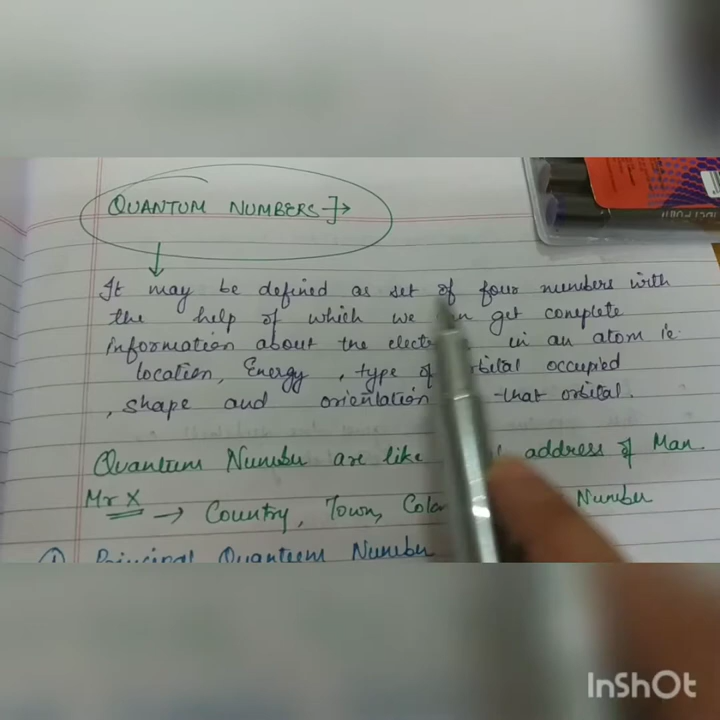 QUANTUM NUMBERS
It may be defined as set of four numbers with
the help of which we get complete
information about the in an atom i.e.
location, Energy, type of occupied
, shape and orientation that orbital.
Quantum Number are like address of Man
Mr X → Country, Town, Number
① Principal Quantum Number
InShOt